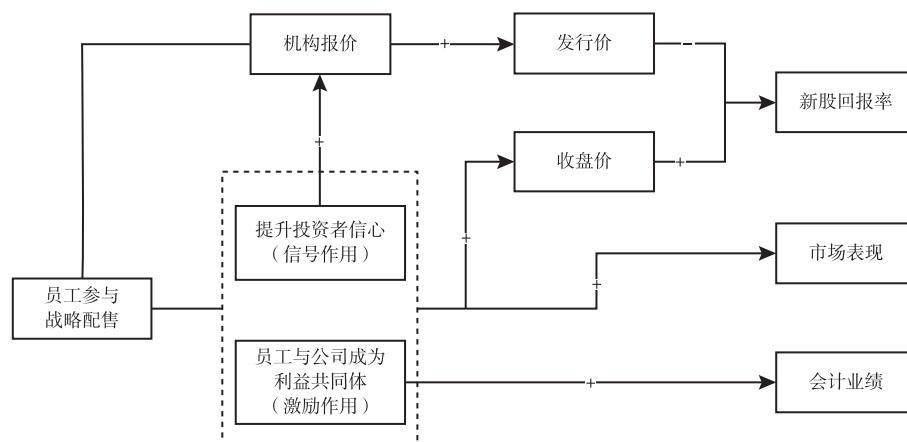 机构报价
+
发行价
−
新股回报率
+
收盘价
+
提升投资者信心
（信号作用）
+
市场表现
+
员工参与
战略配售
员工与公司成为
利益共同体
（激励作用）
+
会计业绩